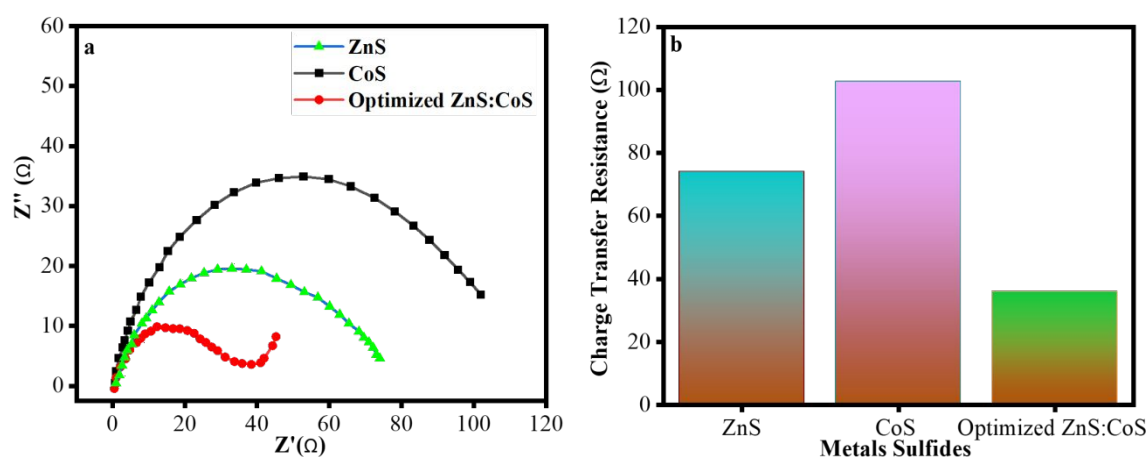 a
ZnS
CoS
Optimized ZnS:CoS
60
50
40
30
20
10
0
Z'' (Ω)
0 20 40 60 80 100 120
Z'(Ω)
b
120
100
80
60
40
20
0
Charge Transfer Resistance (Ω)
ZnS CoS Optimized ZnS:CoS
Metals Sulfides